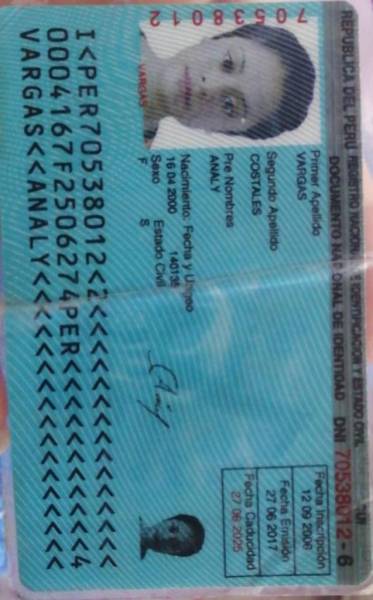 REPUBLICA DEL PERU REGISTRO NACIONAL IDENTIFICACION Y ESTADO CIVIL
DOCUMENTO NACIONAL DE IDENTIDAD DNI 70538012 - 6
70538012
VARGAS
Primer Apellido
VARGAS
Segundo Apellido
COSTALES
Pre Nombres
ANALY
Nacimiento: Fecha y Ubigeo
16 04 2000 140135
Sexo Estado Civil
F S
Fecha Inscripción
12 09 2006
Fecha Emisión
27 06 2017
Fecha Caducidad
27 06 2025
I<PER70538012<2<<<<<<<<<<<<<<<
0004167F2506274PER<<<<<<<<<<<4
VARGAS<<ANALY<<<<<<<<<<<<<<<<<